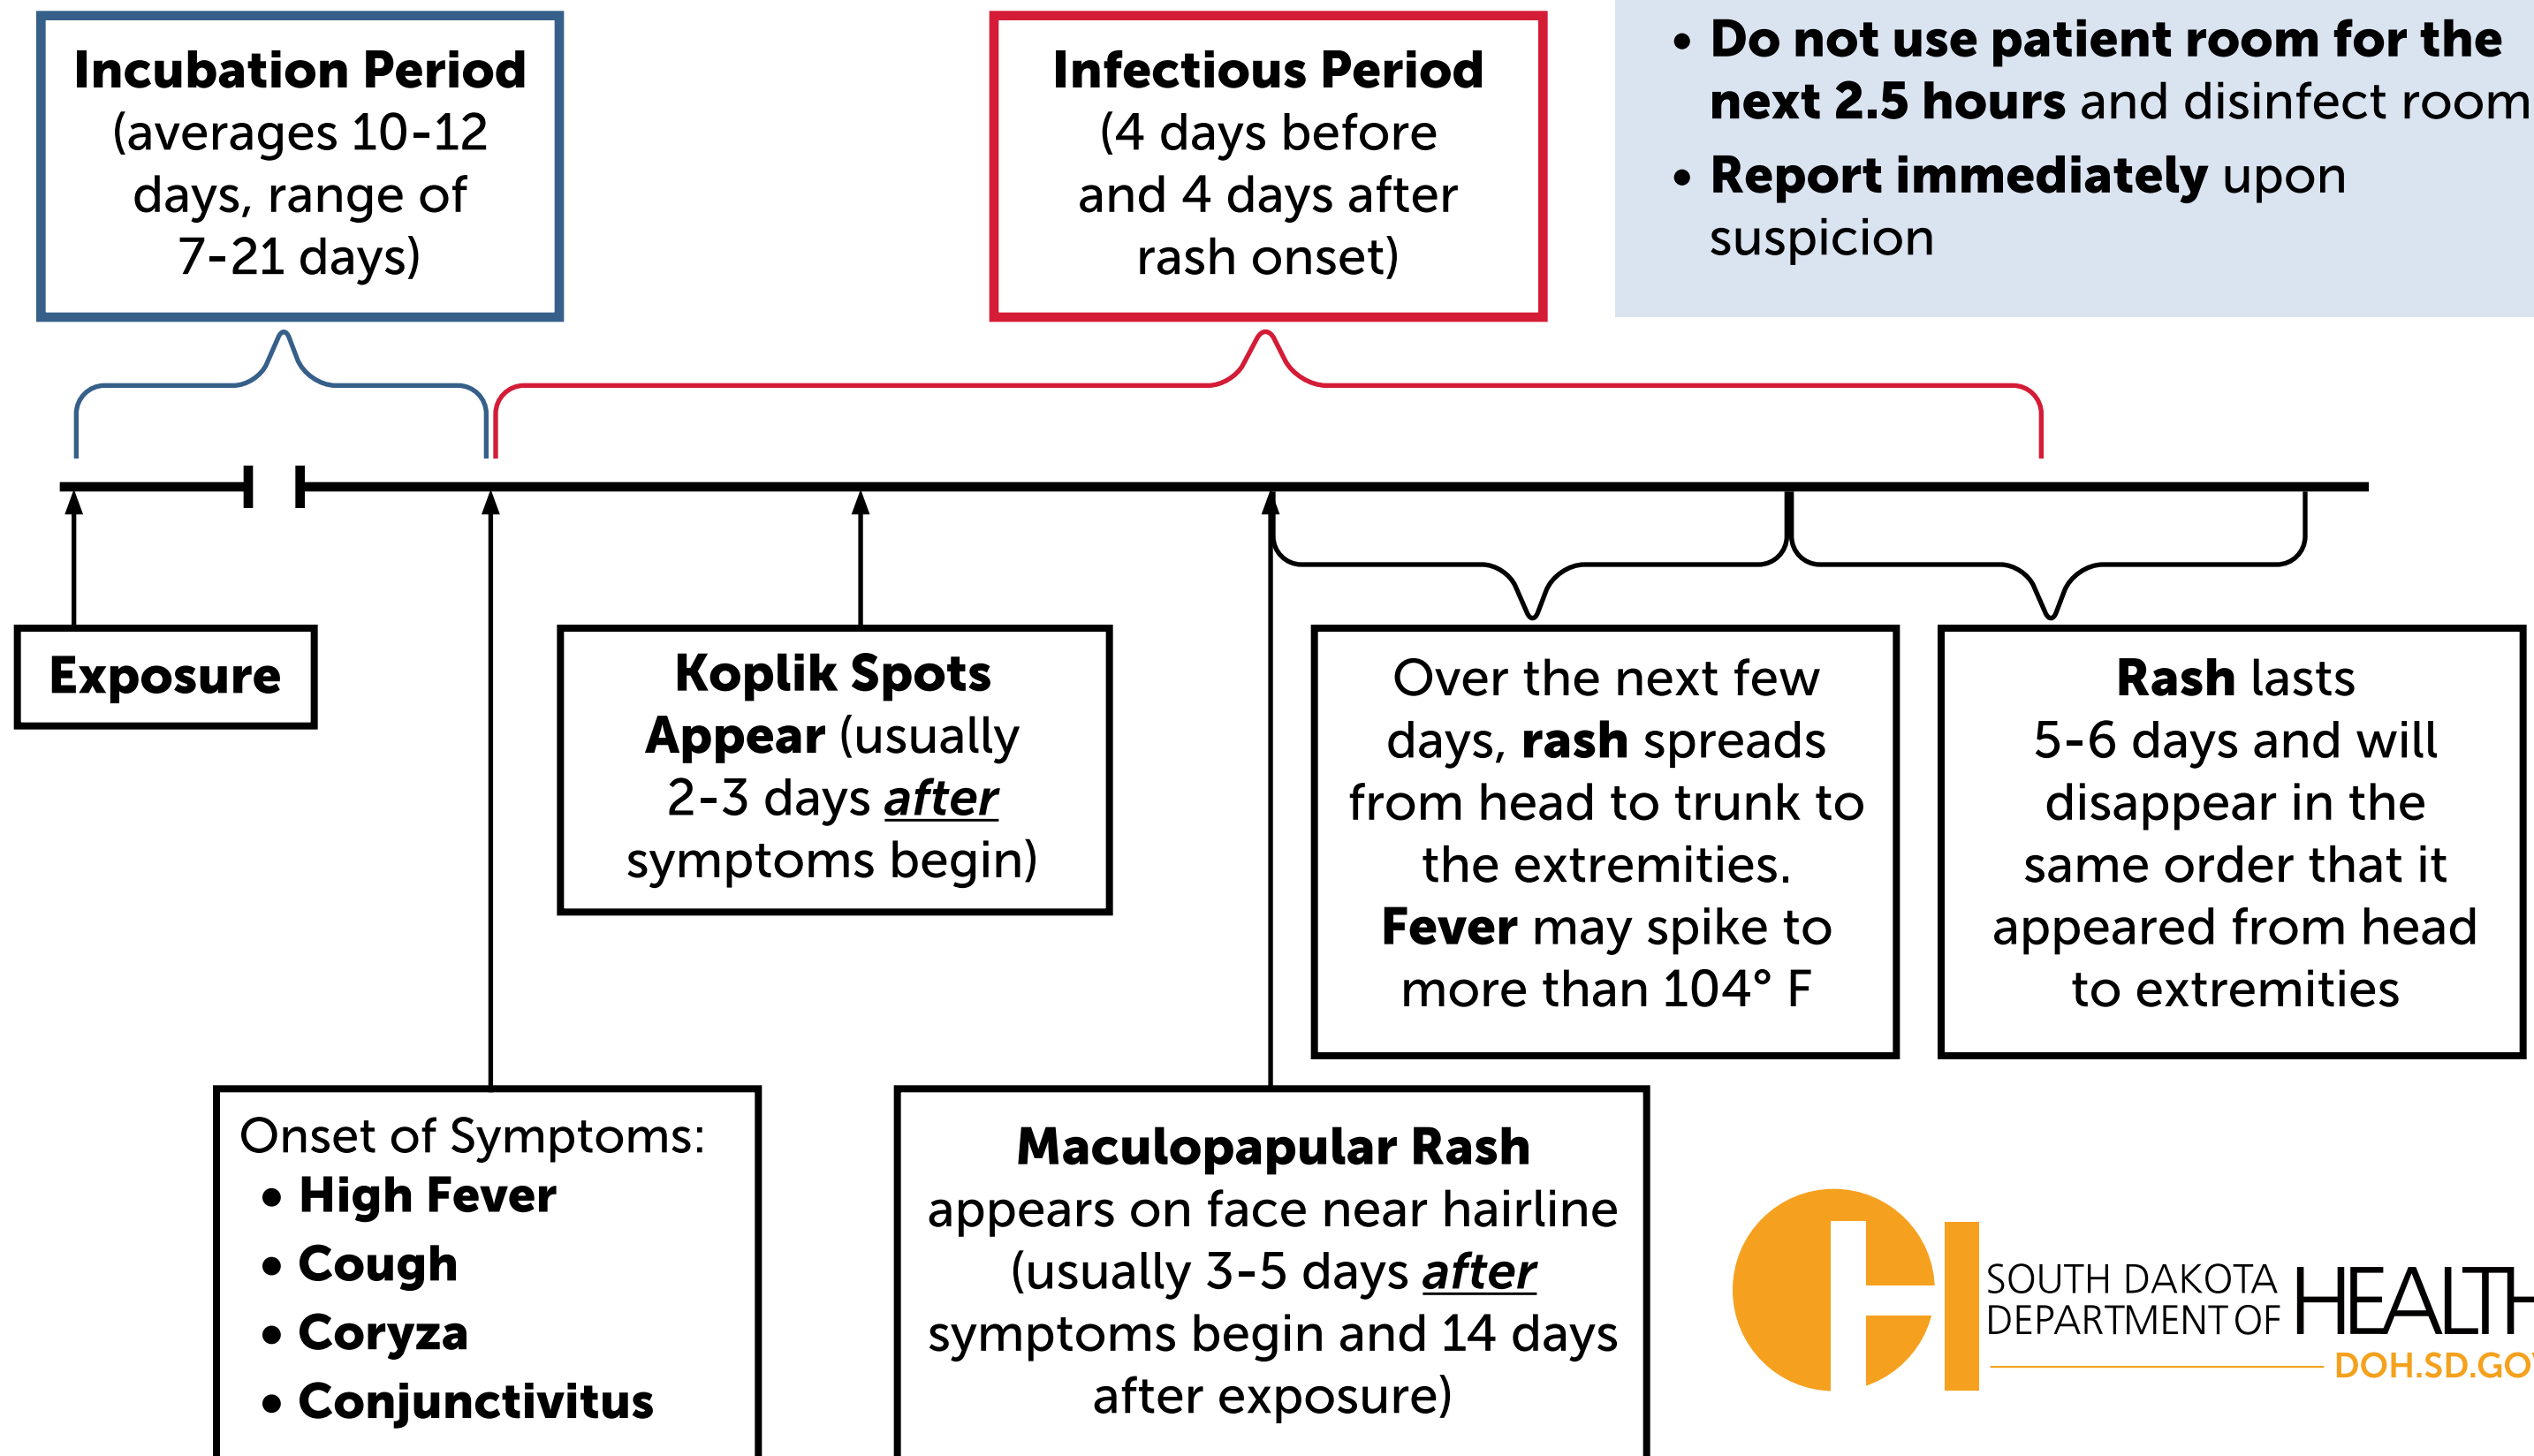 Incubation Period
(averages 10-12
days, range of
7-21 days)
Infectious Period
(4 days before
and 4 days after
rash onset)
• Do not use patient room for the
next 2.5 hours and disinfect room
• Report immediately upon
suspicion
Exposure
Koplik Spots
Appear (usually
2-3 days after
symptoms begin)
Over the next few
days, rash spreads
from head to trunk to
the extremities.
Fever may spike to
more than 104° F
Rash lasts
5-6 days and will
disappear in the
same order that it
appeared from head
to extremities
Onset of Symptoms:
• High Fever
• Cough
• Coryza
• Conjunctivitus
Maculopapular Rash
appears on face near hairline
(usually 3-5 days after
symptoms begin and 14 days
after exposure)
SOUTH DAKOTA
DEPARTMENT OF HEALTH
DOH.SD.GOV